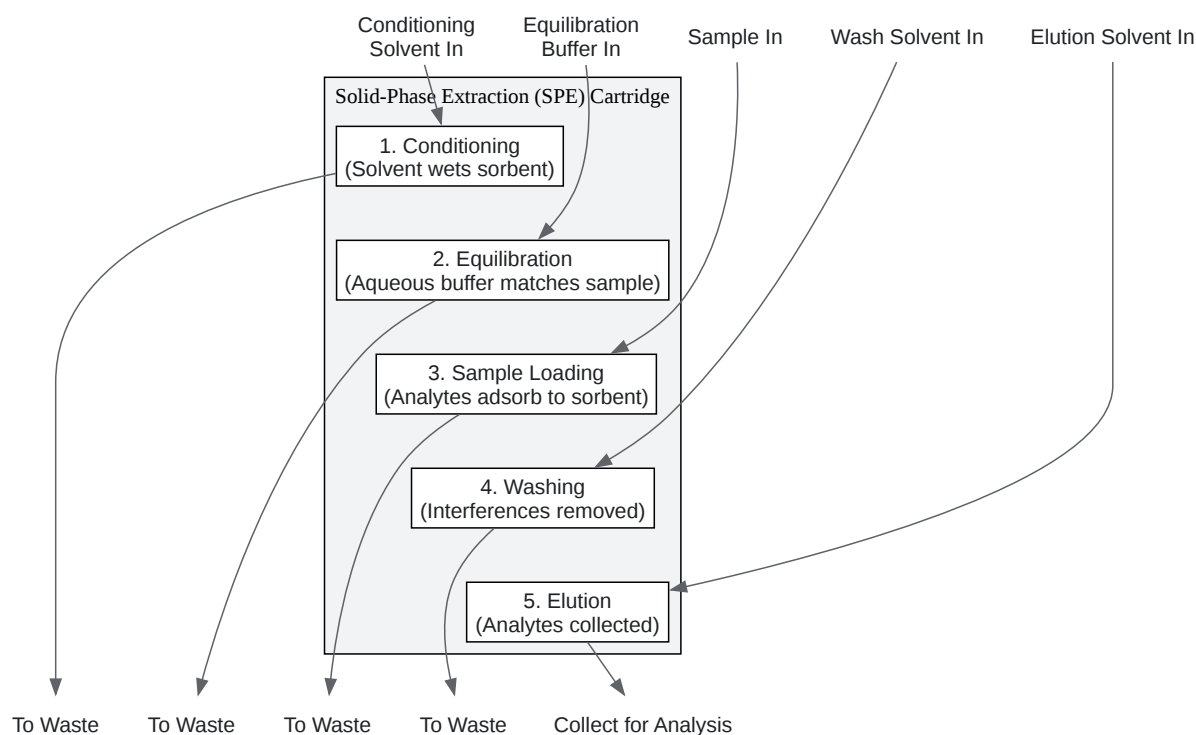 Conditioning
Solvent In
Equilibration
Buffer In
Sample In
Wash Solvent In
Elution Solvent In
Solid-Phase Extraction (SPE) Cartridge
1. Conditioning
(Solvent wets sorbent)
2. Equilibration
(Aqueous buffer matches sample)
3. Sample Loading
(Analytes adsorb to sorbent)
4. Washing
(Interferences removed)
5. Elution
(Analytes collected)
To Waste
To Waste
To Waste
To Waste
Collect for Analysis